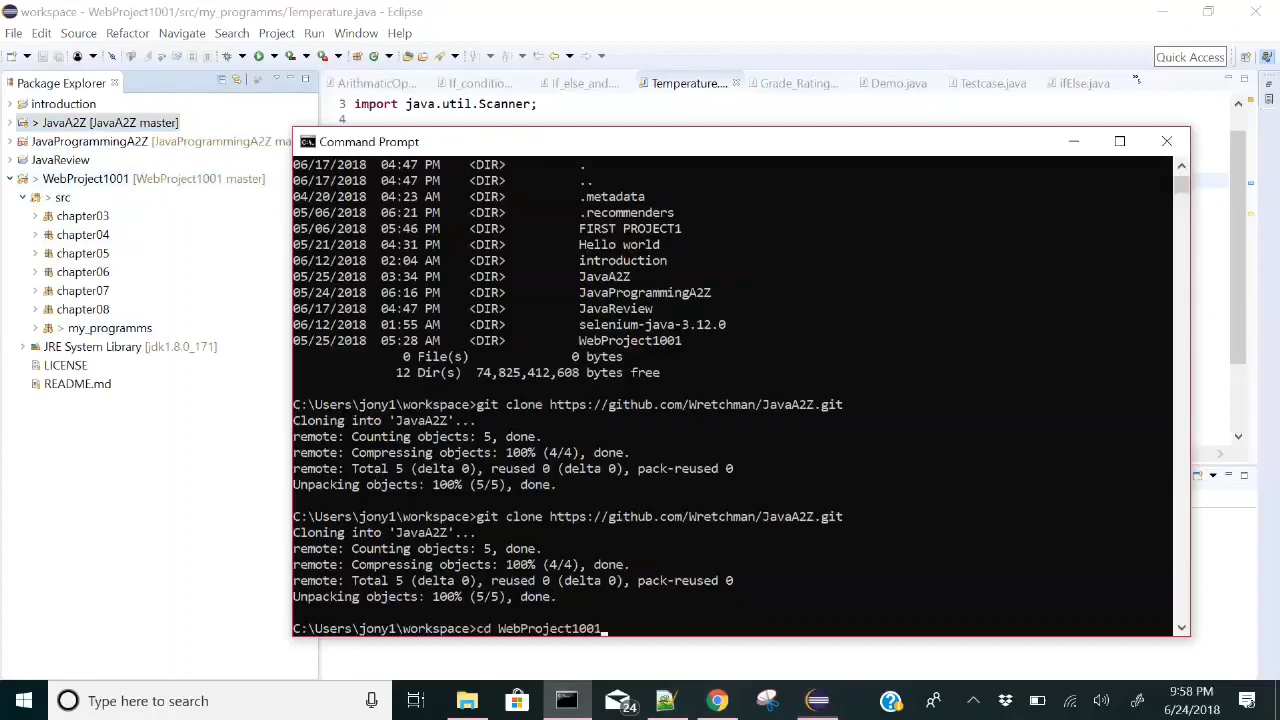 workspace - WebProject1001/src/my_programms/Temperature.java - Eclipse
File Edit Source Refactor Navigate Search Project Run Window Help
Quick Access
Package Explorer
introduction
> JavaA2Z [JavaA2Z master]
JavaProgrammingA2Z [JavaProgrammingA2Z ma
JavaReview
> WebProject1001 [WebProject1001 master]
> src
chapter03
chapter04
chapter05
chapter06
chapter07
chapter08
> my_programms
JRE System Library [jdk1.8.0_171]
LICENSE
README.md
ArithmaticOp... If_conditio... If_else_and... Temperature.... Grade_Rating... Demo.java Testcase.java ifElse.java
3 import java.util.Scanner;
4
Command Prompt
06/17/2018 04:47 PM <DIR> .
06/17/2018 04:47 PM <DIR> ..
04/20/2018 04:23 AM <DIR> .metadata
05/06/2018 06:21 PM <DIR> .recommenders
05/06/2018 05:46 PM <DIR> FIRST PROJECT1
05/21/2018 04:31 PM <DIR> Hello world
06/12/2018 02:04 AM <DIR> introduction
05/25/2018 03:34 PM <DIR> JavaA2Z
05/24/2018 06:16 PM <DIR> JavaProgrammingA2Z
06/17/2018 04:47 PM <DIR> JavaReview
06/12/2018 01:55 AM <DIR> selenium-java-3.12.0
05/25/2018 05:28 AM <DIR> WebProject1001
0 File(s) 0 bytes
12 Dir(s) 74,825,412,608 bytes free
C:\Users\jony1\workspace>git clone https://github.com/Wretchman/JavaA2Z.git
Cloning into 'JavaA2Z'...
remote: Counting objects: 5, done.
remote: Compressing objects: 100% (4/4), done.
remote: Total 5 (delta 0), reused 0 (delta 0), pack-reused 0
Unpacking objects: 100% (5/5), done.
C:\Users\jony1\workspace>git clone https://github.com/Wretchman/JavaA2Z.git
Cloning into 'JavaA2Z'...
remote: Counting objects: 5, done.
remote: Compressing objects: 100% (4/4), done.
remote: Total 5 (delta 0), reused 0 (delta 0), pack-reused 0
Unpacking objects: 100% (5/5), done.
C:\Users\jony1\workspace>cd WebProject1001_
Type here to search
24
9:58 PM
6/24/2018